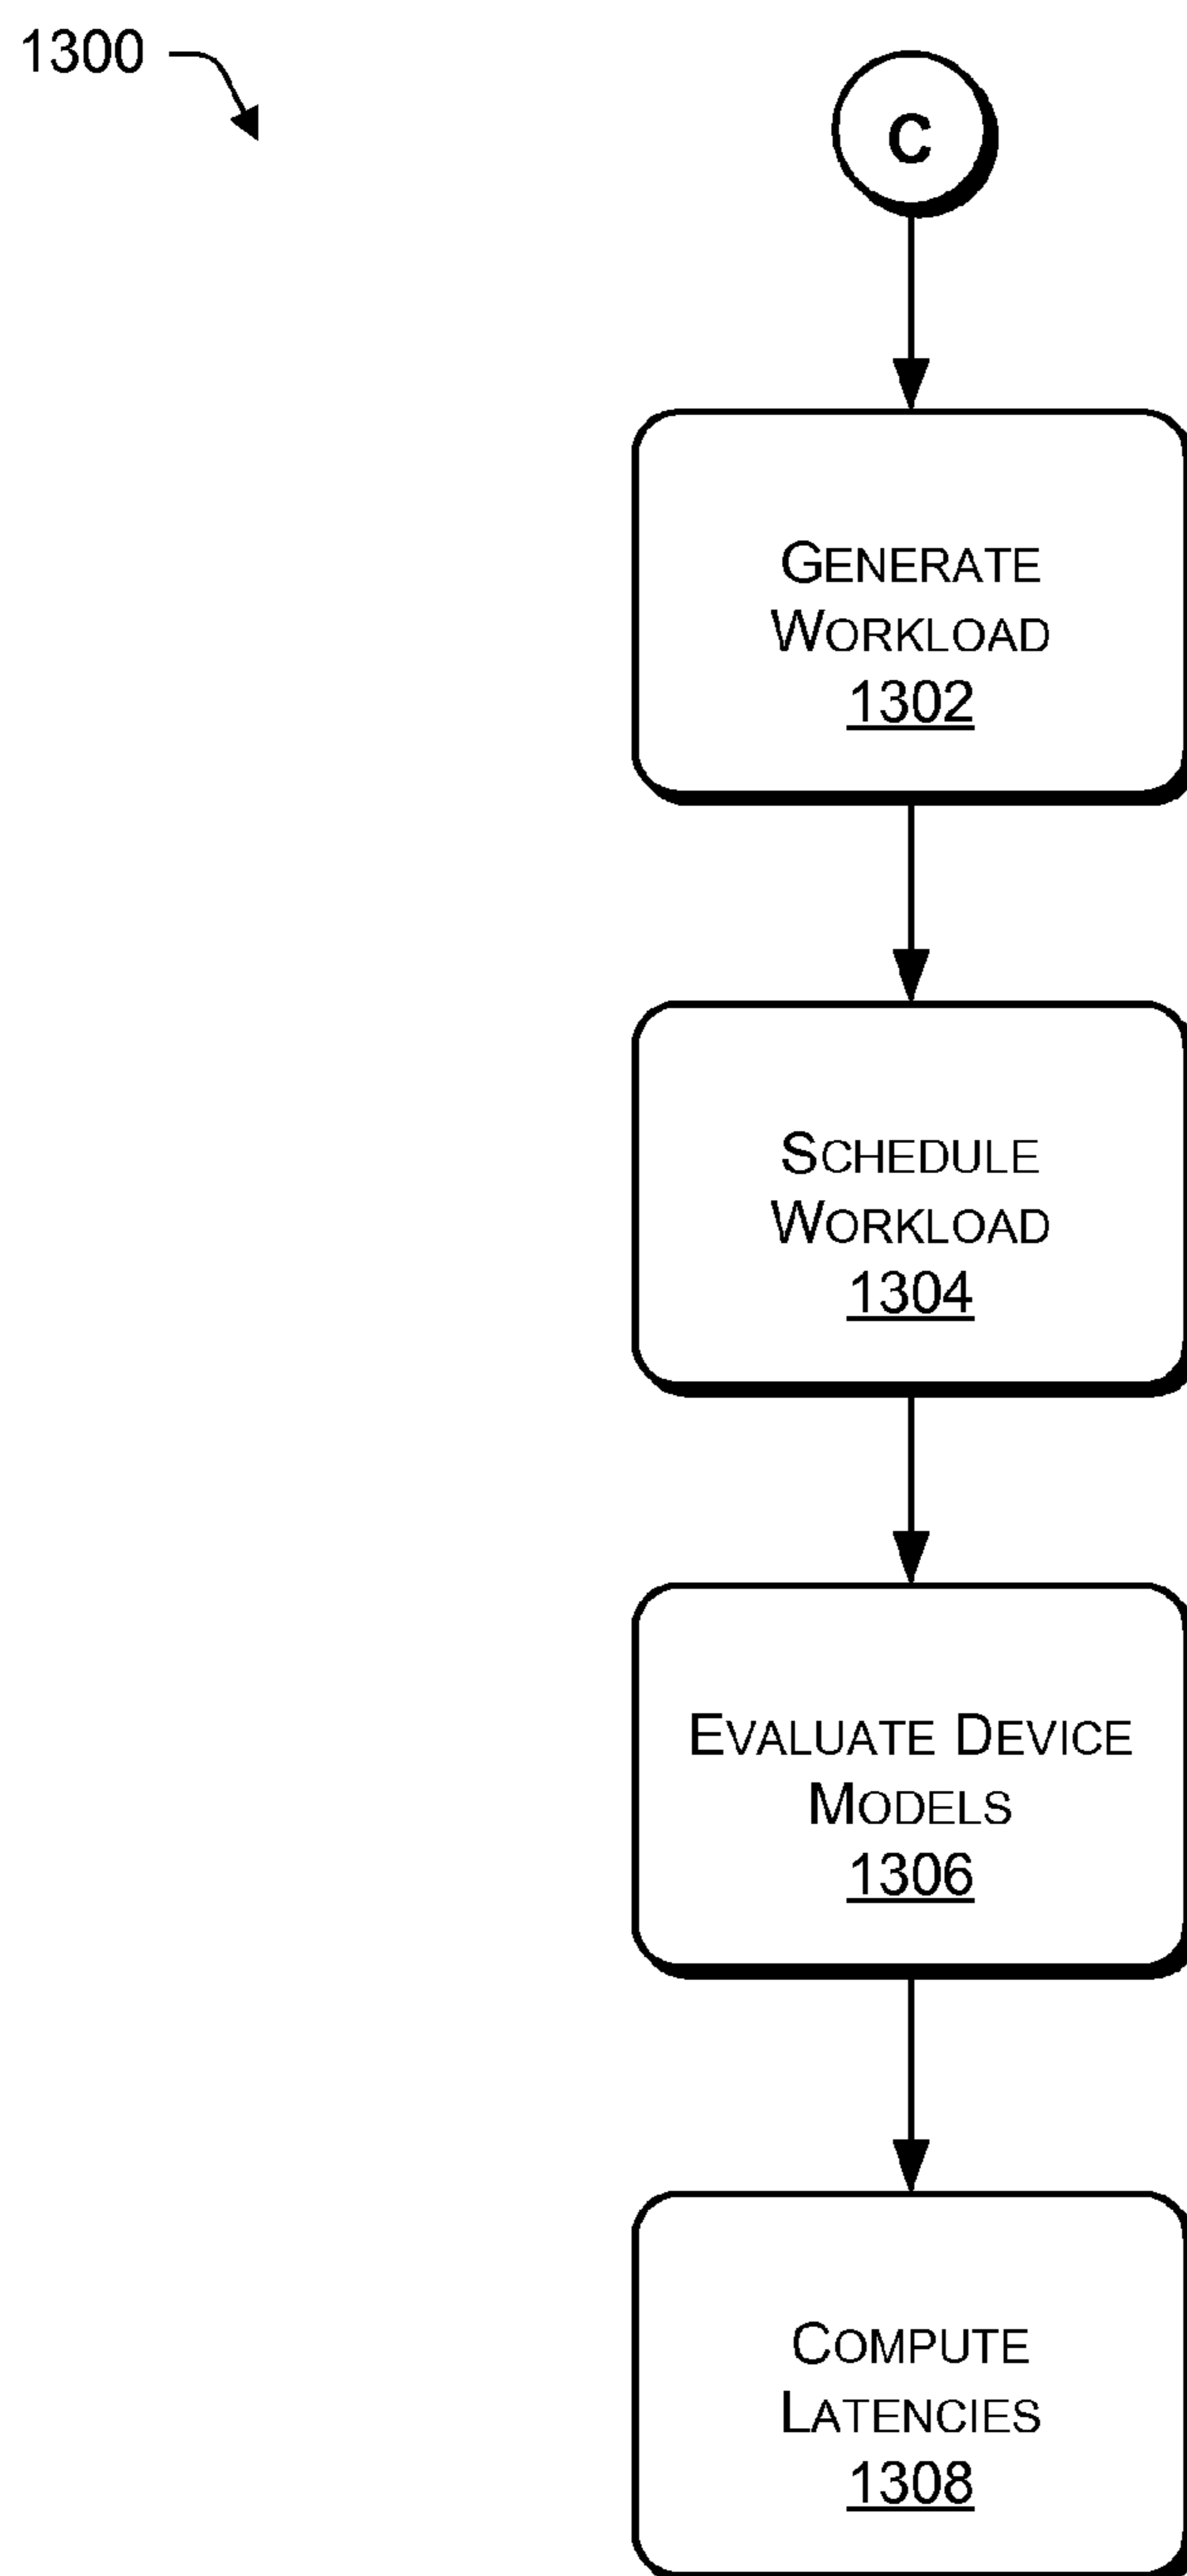 1300
C
GENERATE
WORKLOAD
1302
SCHEDULE
WORKLOAD
1304
EVALUATE DEVICE
MODELS
1306
COMPUTE
LATENCIES
1308